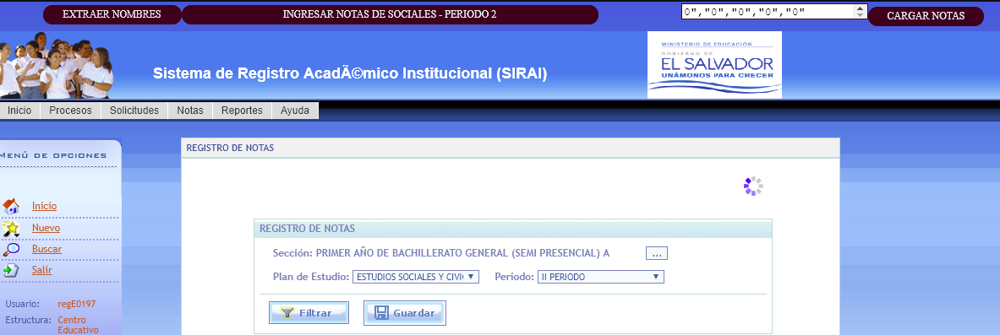 EXTRAER NOMBRES
INGRESAR NOTAS DE SOCIALES - PERIODO 2
0","0","0","0","0"
CARGAR NOTAS
Sistema de Registro AcadÃ©mico Institucional (SIRAI)
MINISTERIO DE EDUCACIÓN
GOBIERNO DE
EL SALVADOR
UNÁMONOS PARA CRECER
Inicio Procesos Solicitudes Notas Reportes Ayuda
MENÚ DE OPCIONES
Inicio
Nuevo
Buscar
Salir
Usuario: regE0197
Estructura: Centro
Educativo
REGISTRO DE NOTAS
REGISTRO DE NOTAS
Sección: PRIMER AÑO DE BACHILLERATO GENERAL (SEMI PRESENCIAL) A ...
Plan de Estudio: ESTUDIOS SOCIALES Y CIVI Periodo: II PERIODO
Filtrar Guardar